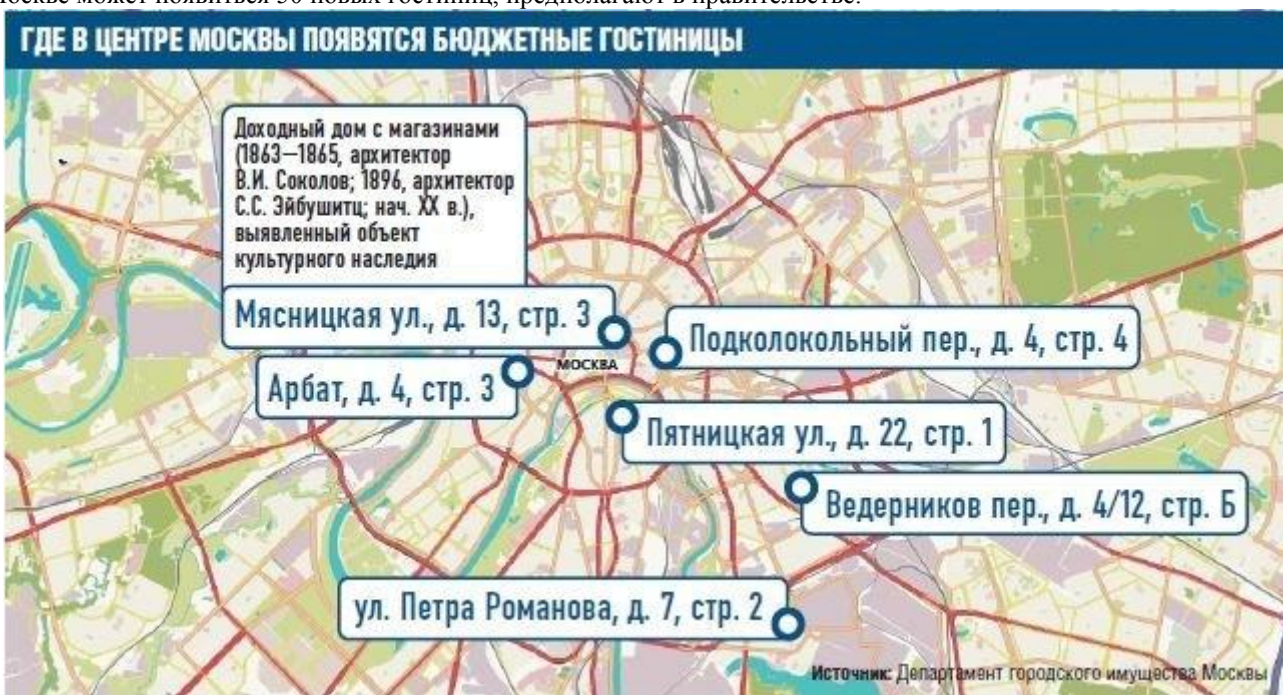 может появиться 50 новых гостиниц, предполагают в правительстве.
ГДЕ В ЦЕНТРЕ МОСКВЫ ПОЯВЯТСЯ БЮДЖЕТНЫЕ ГОСТИНИЦЫ
Доходный дом с магазинами
(1863–1865, архитектор
В.И. Соколов; 1896, архитектор
С.С. Эйбушитц; нач. XX в.),
выявленный объект
культурного наследия
Мясницкая ул., д. 13, стр. 3
Подколокольный пер., д. 4, стр. 4
МОСКВА
Арбат, д. 4, стр. 3
Пятницкая ул., д. 22, стр. 1
Ведерников пер., д. 4/12, стр. Б
ул. Петра Романова, д. 7, стр. 2
Источник: Департамент городского имущества Москвы